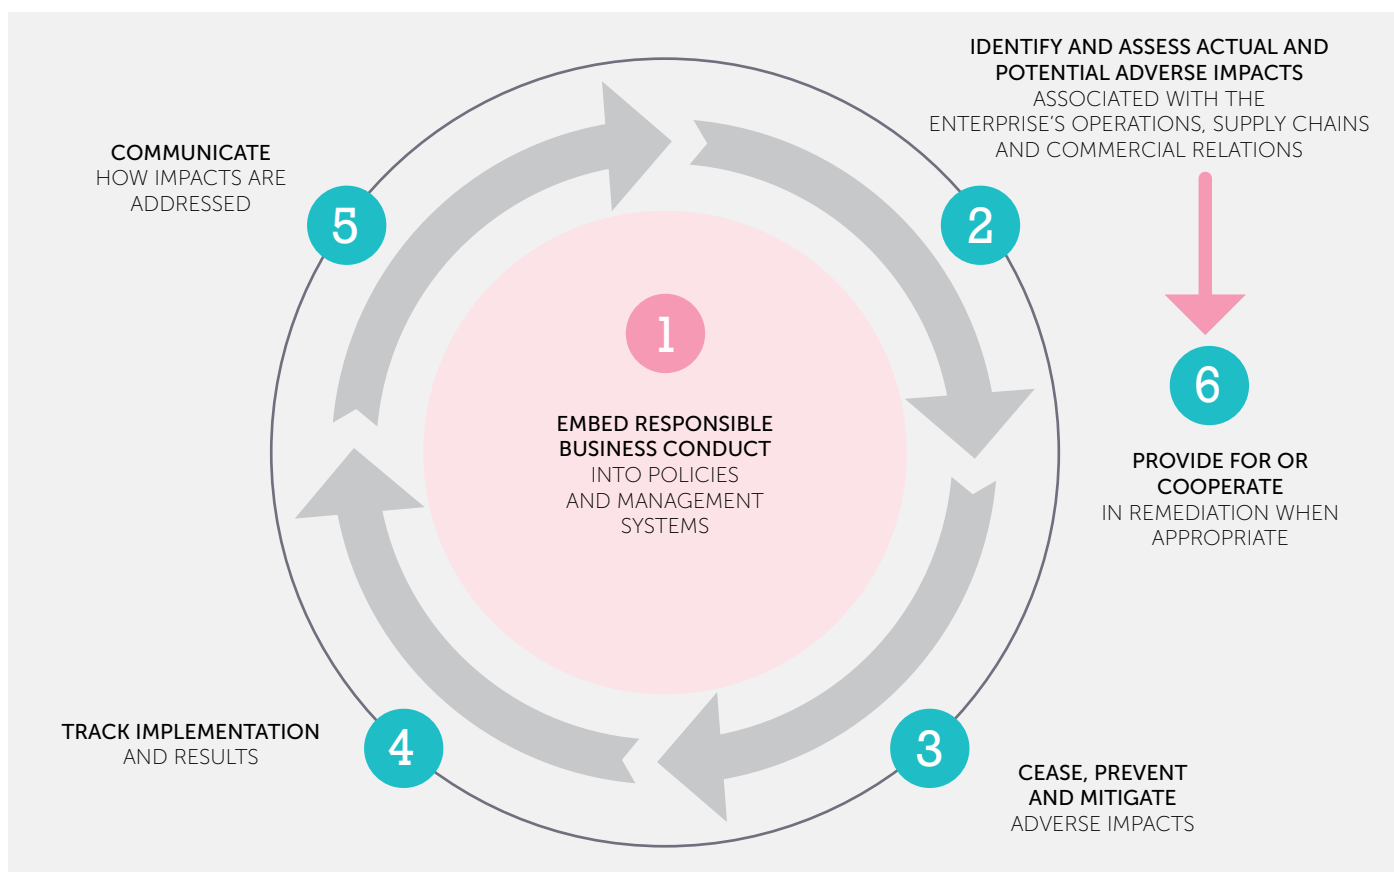 1
EMBED RESPONSIBLE
BUSINESS CONDUCT
INTO POLICIES
AND MANAGEMENT
SYSTEMS
2
IDENTIFY AND ASSESS ACTUAL AND
POTENTIAL ADVERSE IMPACTS
ASSOCIATED WITH THE
ENTERPRISE’S OPERATIONS, SUPPLY CHAINS
AND COMMERCIAL RELATIONS
3
CEASE, PREVENT
AND MITIGATE
ADVERSE IMPACTS
4
TRACK IMPLEMENTATION
AND RESULTS
5
COMMUNICATE
HOW IMPACTS ARE
ADDRESSED
6
PROVIDE FOR OR
COOPERATE
IN REMEDIATION WHEN
APPROPRIATE